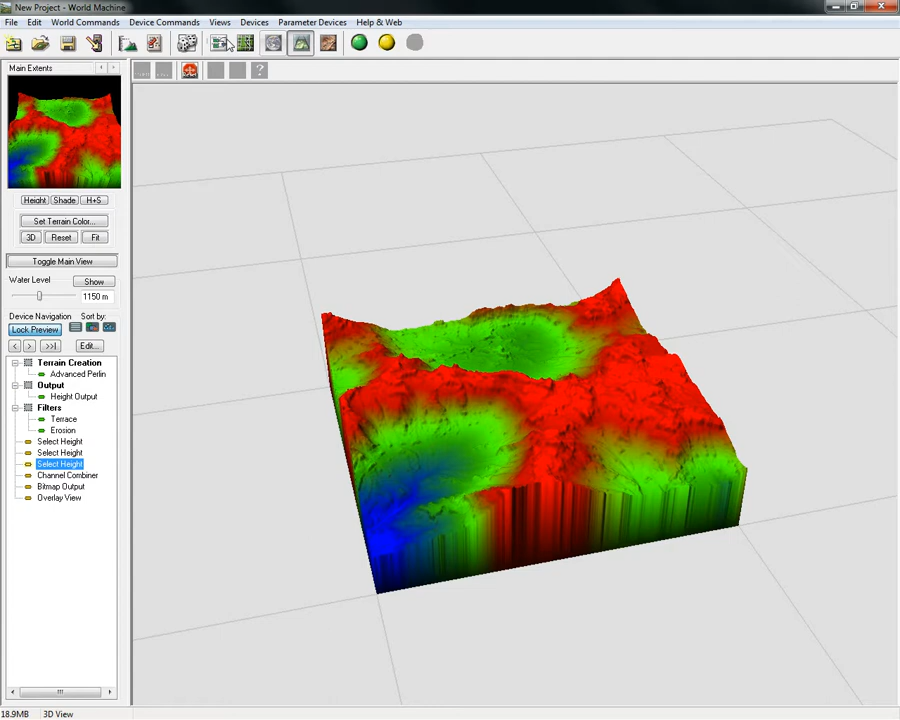 New Project - World Machine
File Edit World Commands Device Commands Views Devices Parameter Devices Help & Web
Main Extents
Height Shade H+S
Set Terrain Color...
3D Reset Fit
Toggle Main View
Water Level Show
1150 m
Device Navigation Sort by:
Lock Preview
< > >>| Edit...
Terrain Creation
Advanced Perlin
Output
Height Output
Filters
Terrace
Erosion
Select Height
Select Height
Select Height
Channel Combiner
Bitmap Output
Overlay View
18.9MB 3D View